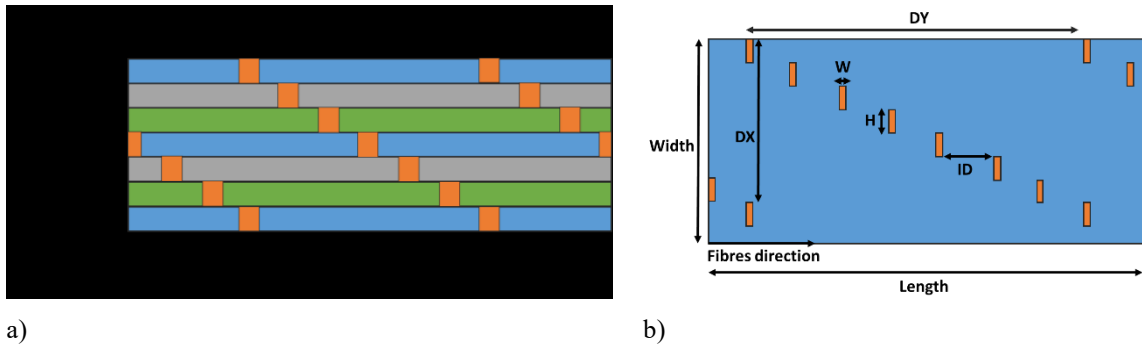 DY
W
H
DX
Width
ID
Fibres direction
Length
a)
b)